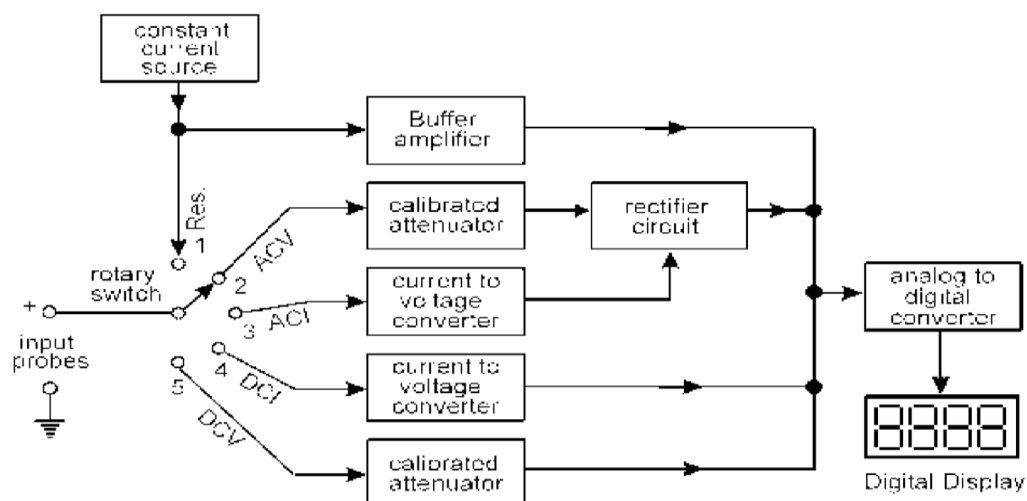 constant
current
source
Buffer
amplifier
Res.
1
calibrated
attenuator
rectifier
circuit
ACV
2
rotary
switch
+
input
probes
3
ACI
current to
voltage
converter
analog to
digital
converter
4
DCI
current to
voltage
converter
5
DCV
calibrated
attenuator
8888
Digital Display